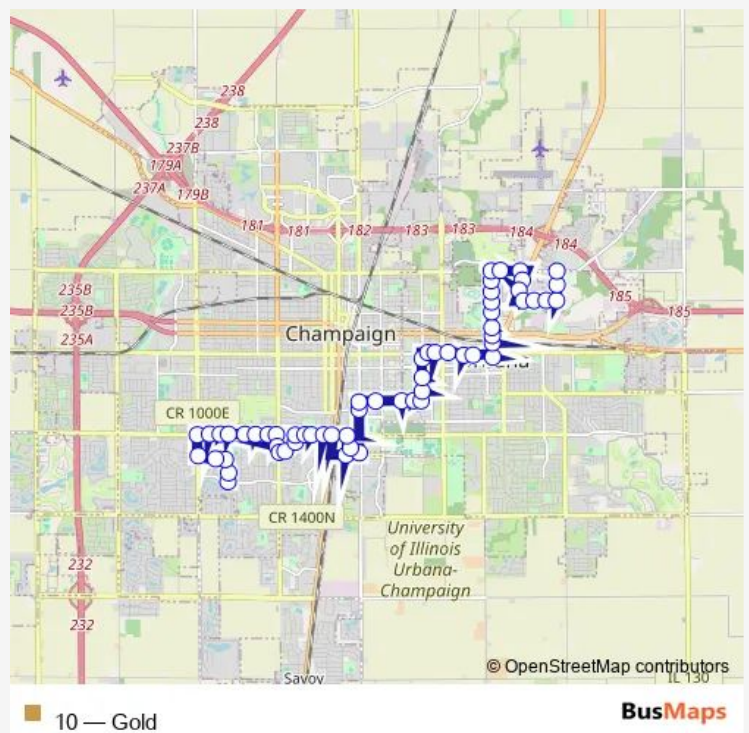 238
238
237B
179A
237A
179B
181
181
182
183
183
184
184
235B
235B
235A
185
185
Champaign
CR 1000E
CR 1400N
University
of Illinois
Urbana-
Champaign
232
232
Savoy
© OpenStreetMap contributors
IL 130
10 — Gold
BusMaps